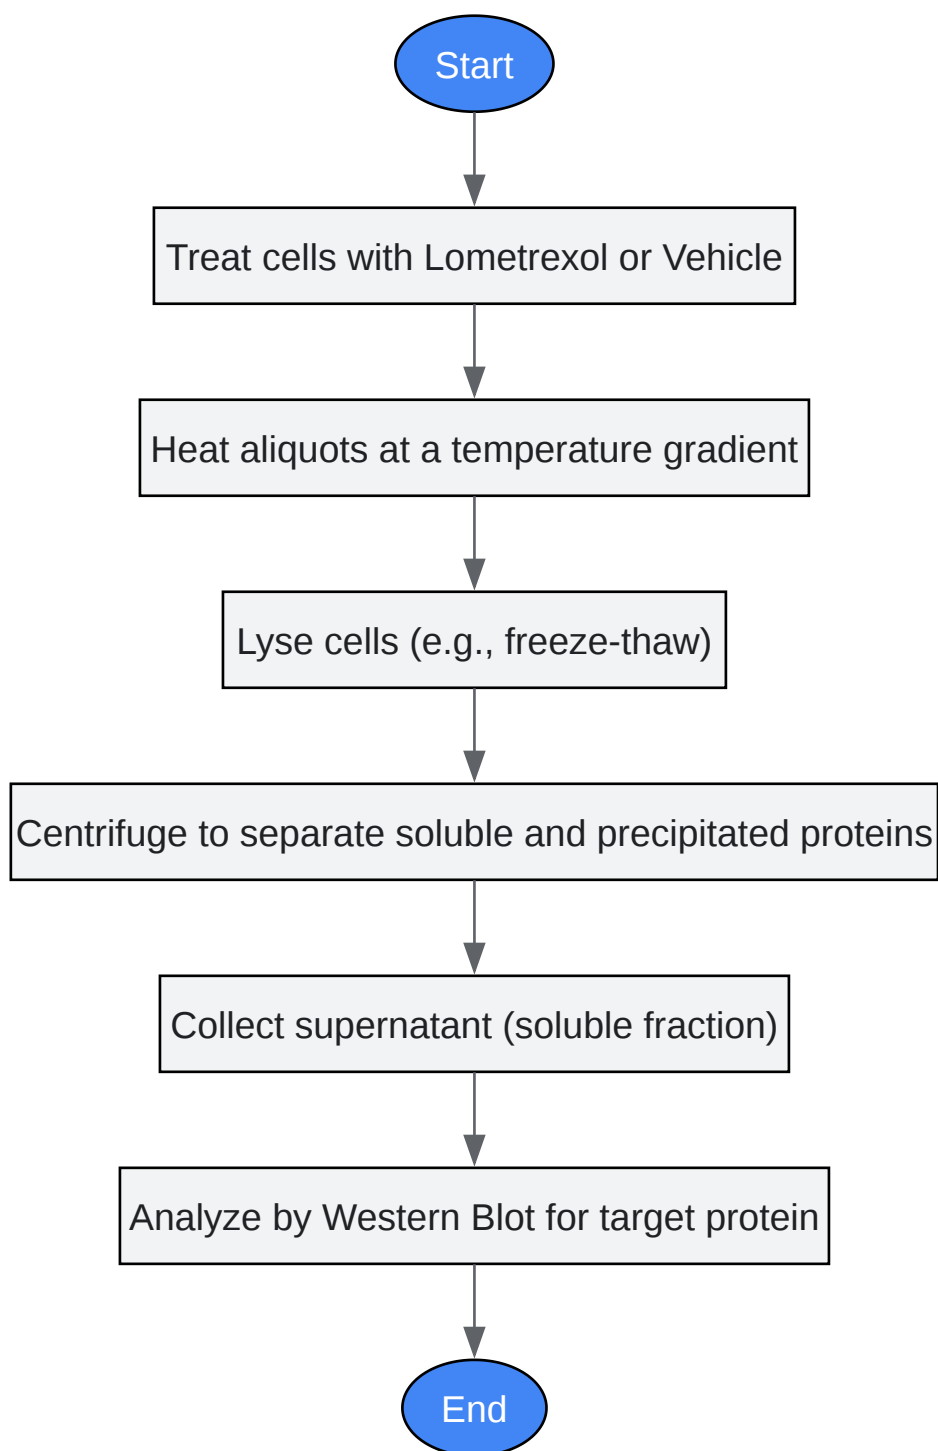 Start
Treat cells with Lometrexol or Vehicle
Heat aliquots at a temperature gradient
Lyse cells (e.g., freeze-thaw)
Centrifuge to separate soluble and precipitated proteins
Collect supernatant (soluble fraction)
Analyze by Western Blot for target protein
End